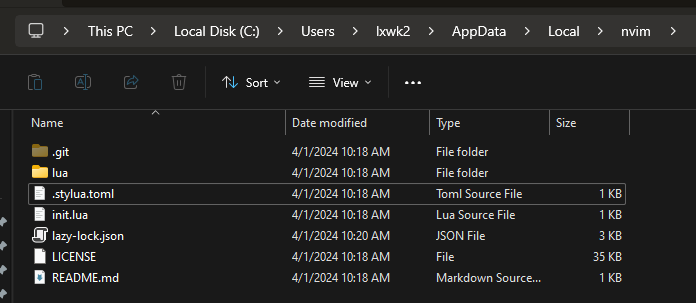 This PC > Local Disk (C:) > Users > lxwk2 > AppData > Local > nvim >
Sort View ...
Name Date modified Type Size
.git 4/1/2024 10:18 AM File folder
lua 4/1/2024 10:18 AM File folder
.stylua.toml 4/1/2024 10:18 AM Toml Source File 1 KB
init.lua 4/1/2024 10:18 AM Lua Source File 1 KB
lazy-lock.json 4/1/2024 10:20 AM JSON File 3 KB
LICENSE 4/1/2024 10:18 AM File 35 KB
README.md 4/1/2024 10:18 AM Markdown Source... 1 KB